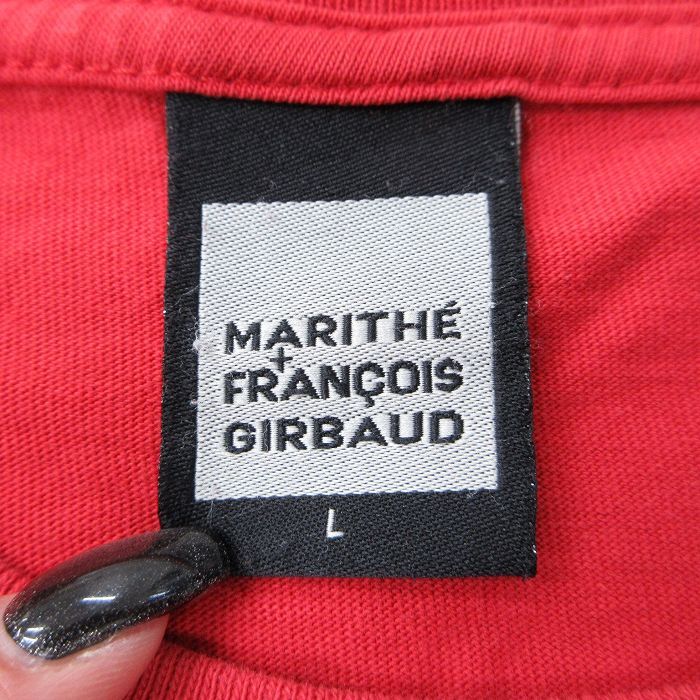 MARITHÉ
+
FRANÇOIS
GIRBAUD
L